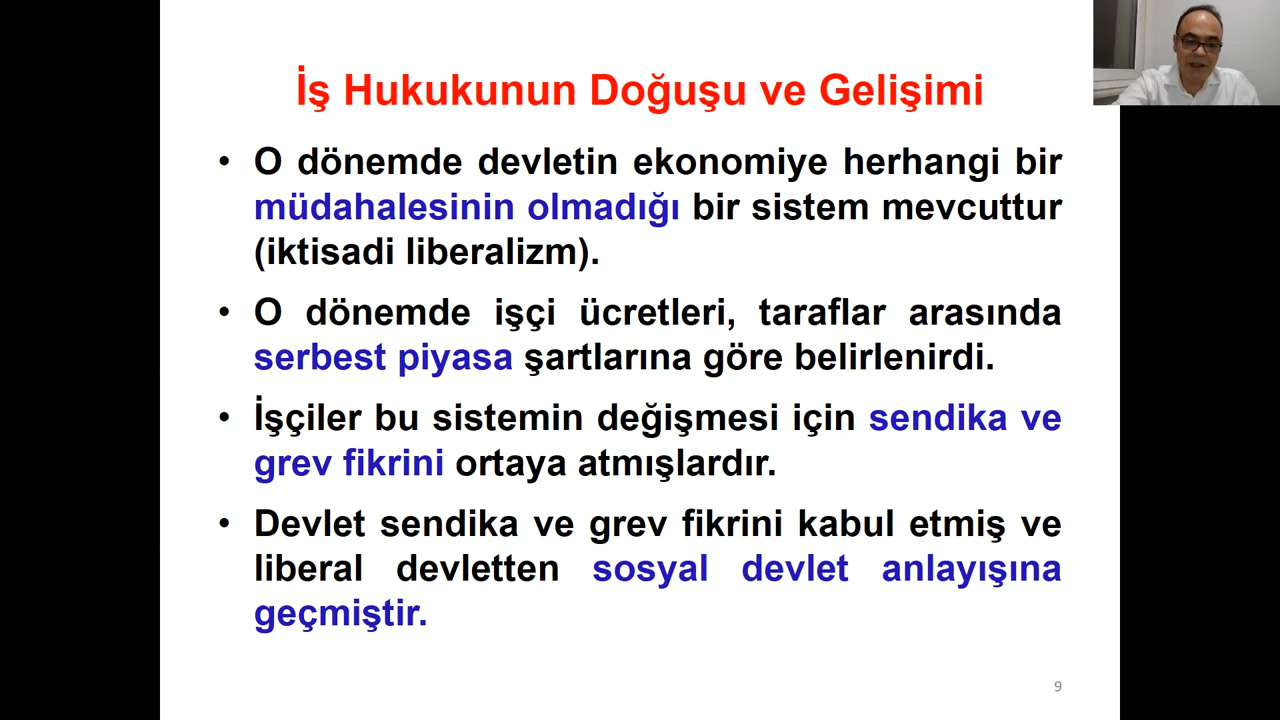 İş Hukukunun Doğuşu ve Gelişimi
• O dönemde devletin ekonomiye herhangi bir
müdahalesinin olmadığı bir sistem mevcuttur
(iktisadi liberalizm).
• O dönemde işçi ücretleri, taraflar arasında
serbest piyasa şartlarına göre belirlenirdi.
• İşçiler bu sistemin değişmesi için sendika ve
grev fikrini ortaya atmışlardır.
• Devlet sendika ve grev fikrini kabul etmiş ve
liberal devletten sosyal devlet anlayışına
geçmiştir.
9